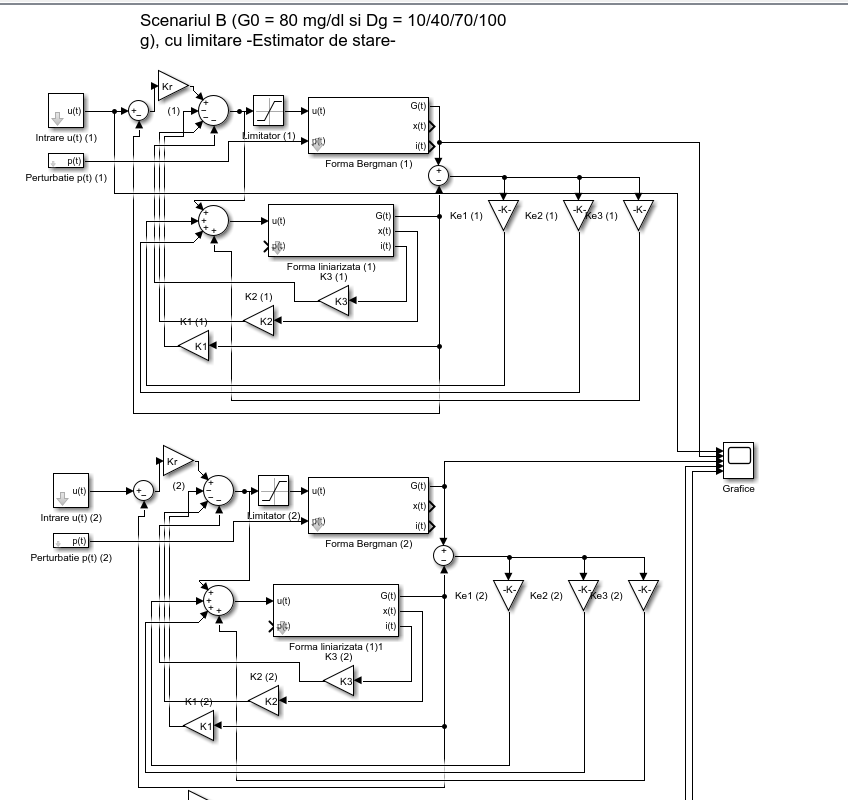 Scenariul B (G0 = 80 mg/dl si Dg = 10/40/70/100
g), cu limitare -Estimator de stare-
Kr
u(t)
Intrare u(t) (1)
(1)
Limitator (1)
u(t)
p(t)
G(t)
x(t)
i(t)
Forma Bergman (1)
p(t)
Perturbatie p(t) (1)
Ke1 (1)
-K-
Ke2 (1)
-K-
Ke3 (1)
-K-
u(t)
p(t)
G(t)
x(t)
i(t)
Forma liniarizata (1)
K3 (1)
K3
K2 (1)
K2
K1 (1)
K1
Grafice
Kr
u(t)
Intrare u(t) (2)
(2)
Limitator (2)
u(t)
p(t)
G(t)
x(t)
i(t)
Forma Bergman (2)
p(t)
Perturbatie p(t) (2)
Ke1 (2)
-K-
Ke2 (2)
-K-
Ke3 (2)
-K-
u(t)
p(t)
G(t)
x(t)
i(t)
Forma liniarizata (1)1
K3 (2)
K3
K2 (2)
K2
K1 (2)
K1